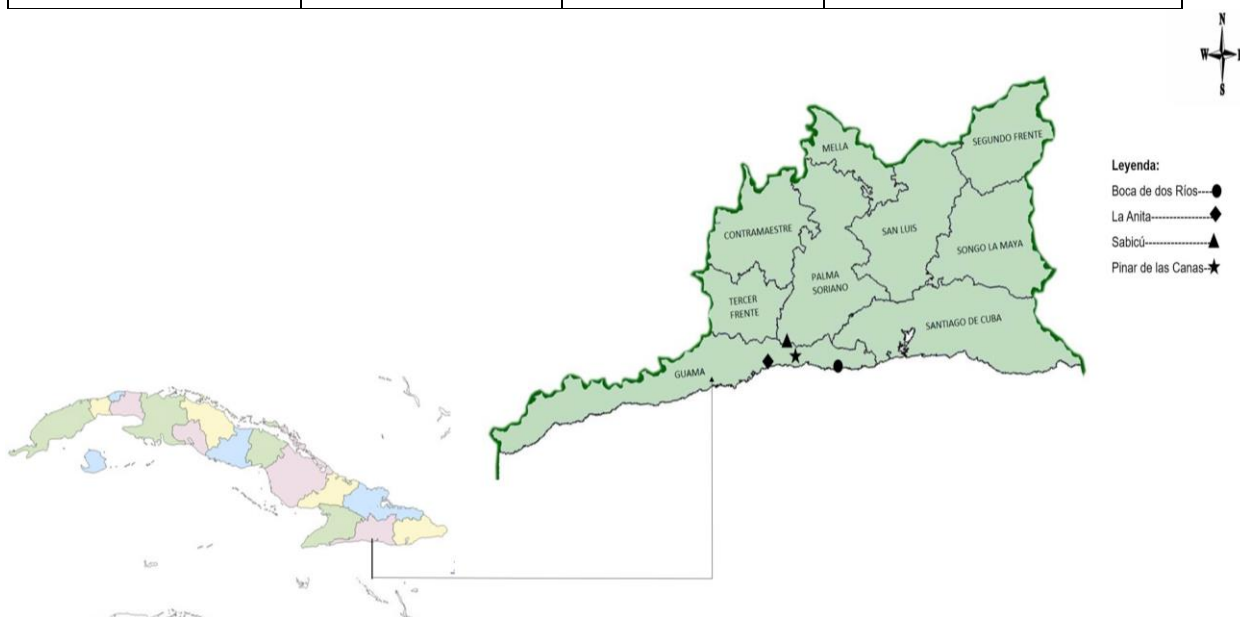 N
W E
S
SEGUNDO FRENTE
MELLA
Leyenda:
Boca de dos Ríos----
La Anita----------------
Sabicú-----------------
Pinar de las Canas--
CONTRAMAESTRE
SAN LUIS
SONGO LA MAYA
PALMA
SORIANO
TERCER
FRENTE
SANTIAGO DE CUBA
GUAMA